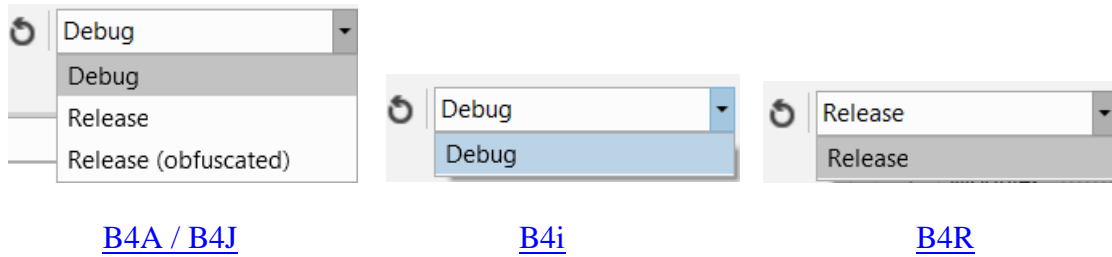 Debug
Debug
Release
Release (obfuscated)
B4A / B4J
Debug
Debug
B4i
Release
Release
B4R